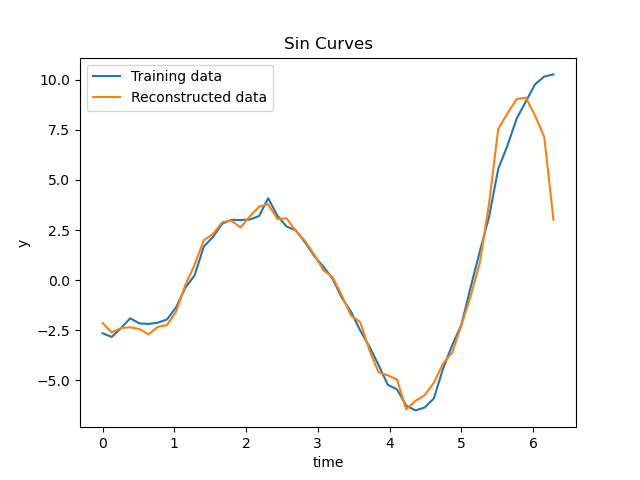 Sin Curves
Training data
Reconstructed data
10.0
7.5
5.0
2.5
0.0
−2.5
−5.0
y
0 1 2 3 4 5 6
time